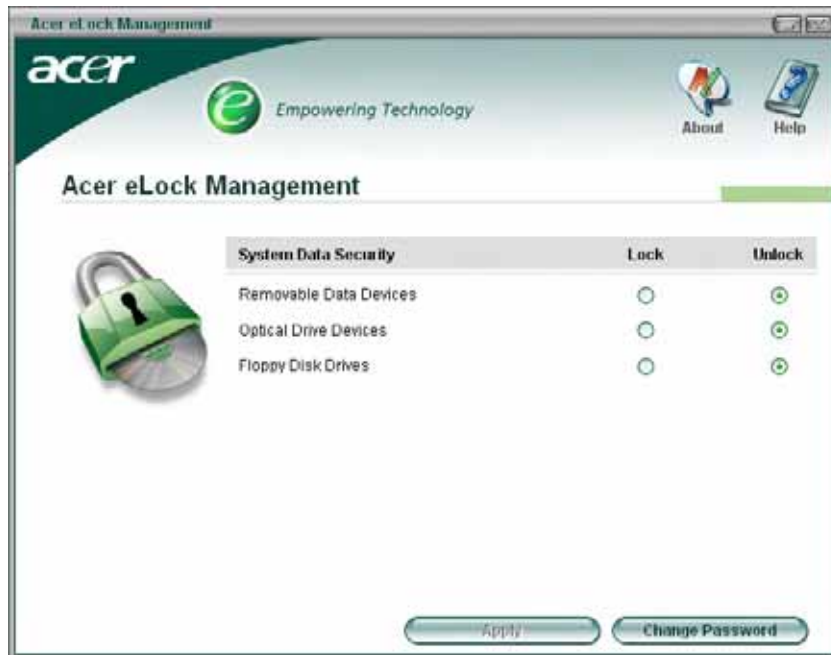 Acer eLock Management
acer
e Empowering Technology
About Help
Acer eLock Management
System Data Security Lock Unlock
Removable Data Devices
Optical Drive Devices
Floppy Disk Drives
Apply Change Password